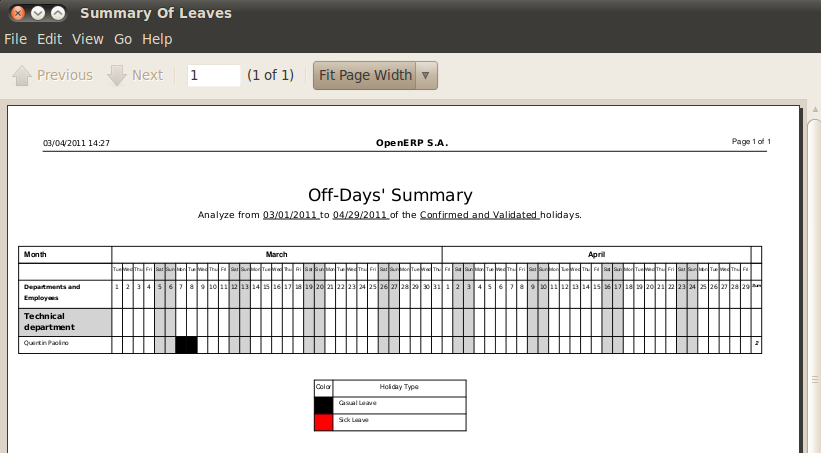 Summary Of Leaves
File Edit View Go Help
Previous Next 1 (1 of 1) Fit Page Width
03/04/2011 14:27 OpenERP S.A. Page 1 of 1
Off-Days' Summary
Analyze from 03/01/2011 to 04/29/2011 of the Confirmed and Validated holidays.
Month March April
Tue Wed Thu Fri Sat Sun Mon Tue Wed Thu Fri Sat Sun Mon Tue Wed Thu Fri Sat Sun Mon Tue Wed Thu Fri Sat Sun Mon Tue Wed Thu Fri Sat Sun Mon Tue Wed Thu Fri Sat Sun Mon Tue Wed Thu Fri Sat Sun Mon Tue Wed Thu Fri Sat Sun Mon Tue Wed Thu Fri
Departments and Employees 1 2 3 4 5 6 7 8 9 10 11 12 13 14 15 16 17 18 19 20 21 22 23 24 25 26 27 28 29 30 31 1 2 3 4 5 6 7 8 9 10 11 12 13 14 15 16 17 18 19 20 21 22 23 24 25 26 27 28 29 Sum
Technical
department
Quentin Paolino 2
Color Holiday Type
Casual Leave
Sick Leave